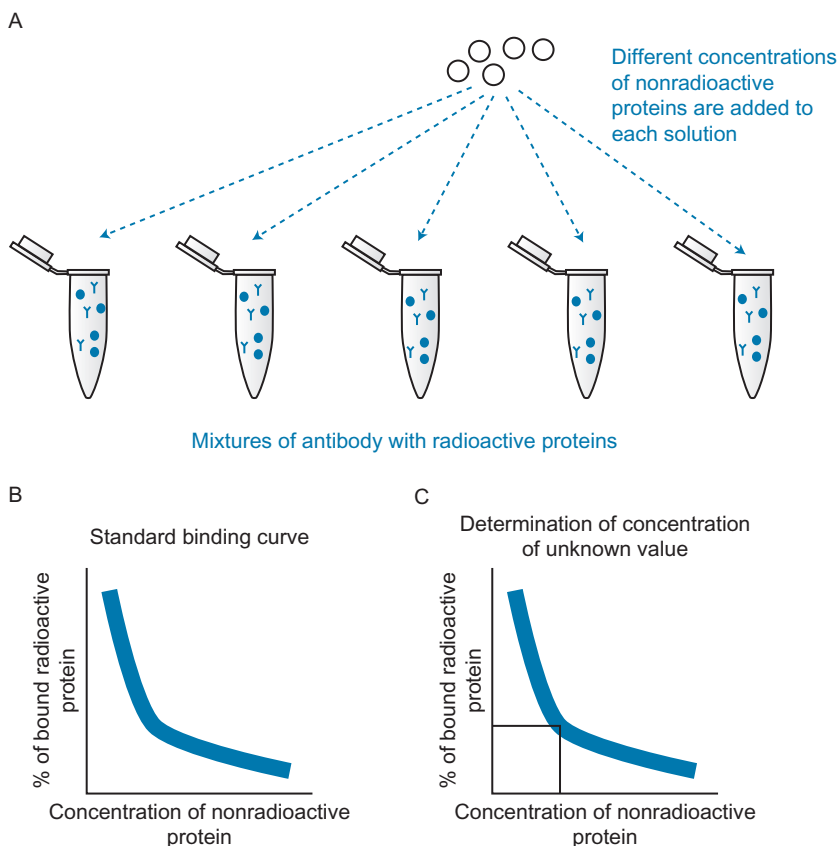 A
Different concentrations
of nonradioactive
proteins are added to
each solution
Mixtures of antibody with radioactive proteins
B
Standard binding curve
% of bound radioactive
protein
Concentration of nonradioactive
protein
C
Determination of concentration
of unknown value
% of bound radioactive
protein
Concentration of nonradioactive
protein